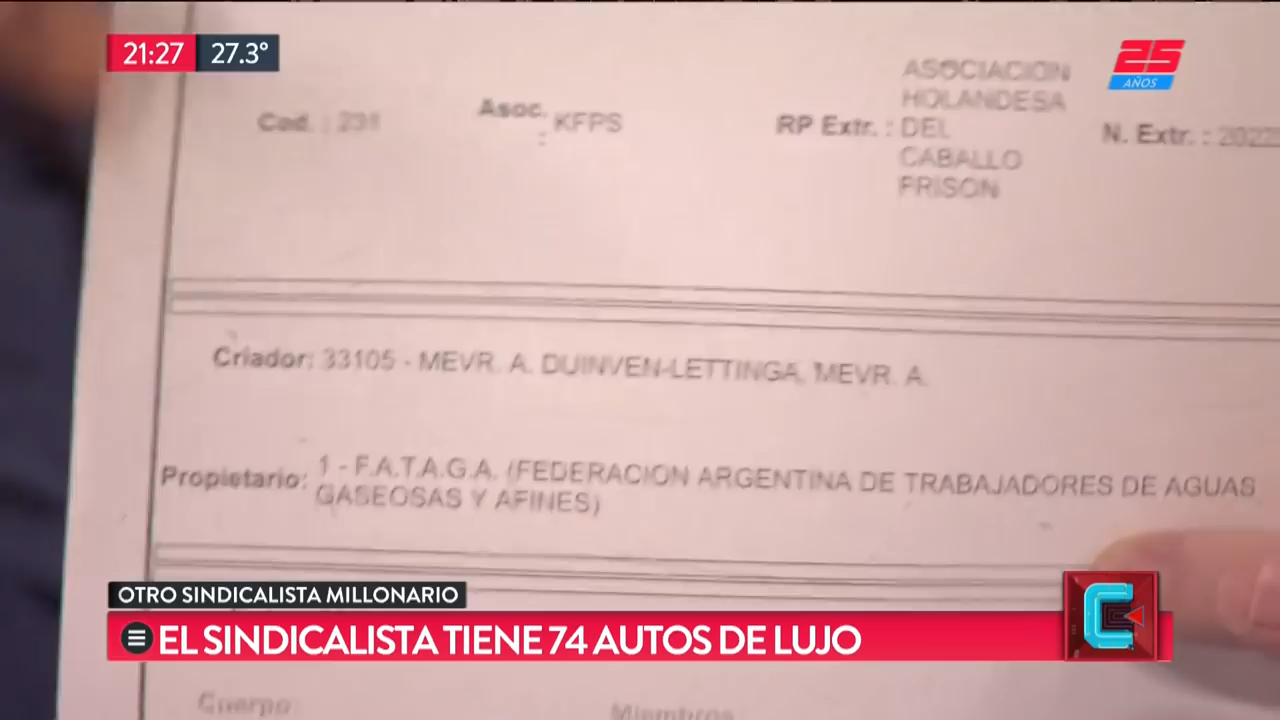 21:27 27.3°
25
AÑOS
Cod. : 231
Asoc. : KFPS
RP Extr. : ASOCIACION
HOLANDESA
DEL
CABALLO
FRISON
N. Extr. :
Criador: 33105 - MEVR. A. DUINVEN-LETTINGA, MEVR. A.
Propietario: 1 - F.A.T.A.G.A. (FEDERACION ARGENTINA DE TRABAJADORES DE AGUAS
GASEOSAS Y AFINES)
OTRO SINDICALISTA MILLONARIO
EL SINDICALISTA TIENE 74 AUTOS DE LUJO
C
Cuerpo
Miembros